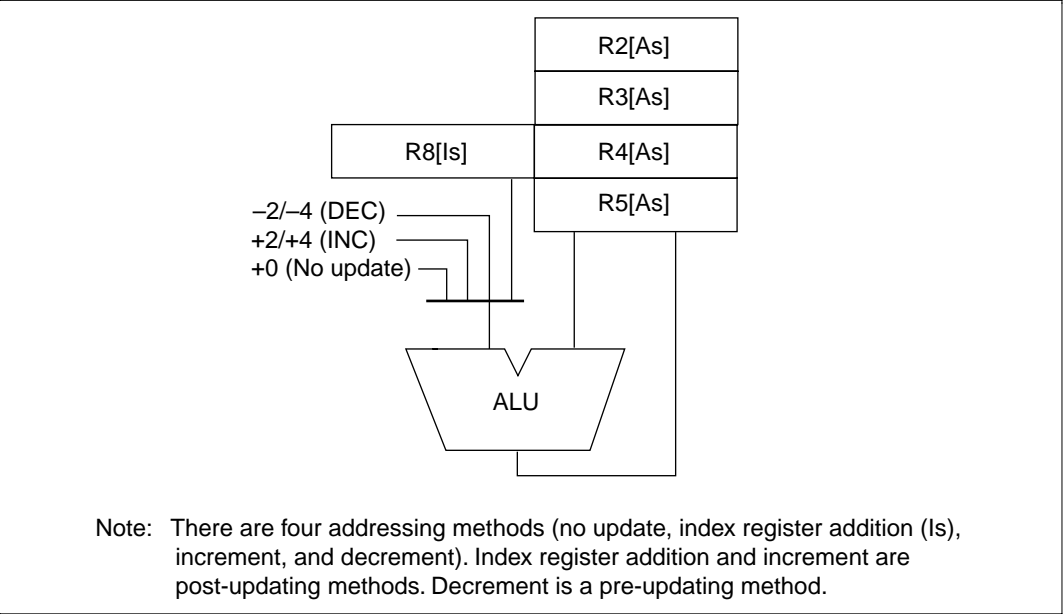 R2[As]
R3[As]
R8[Is] R4[As]
R5[As]
–2/–4 (DEC)
+2/+4 (INC)
+0 (No update)
ALU
Note: There are four addressing methods (no update, index register addition (Is),
increment, and decrement). Index register addition and increment are
post-updating methods. Decrement is a pre-updating method.